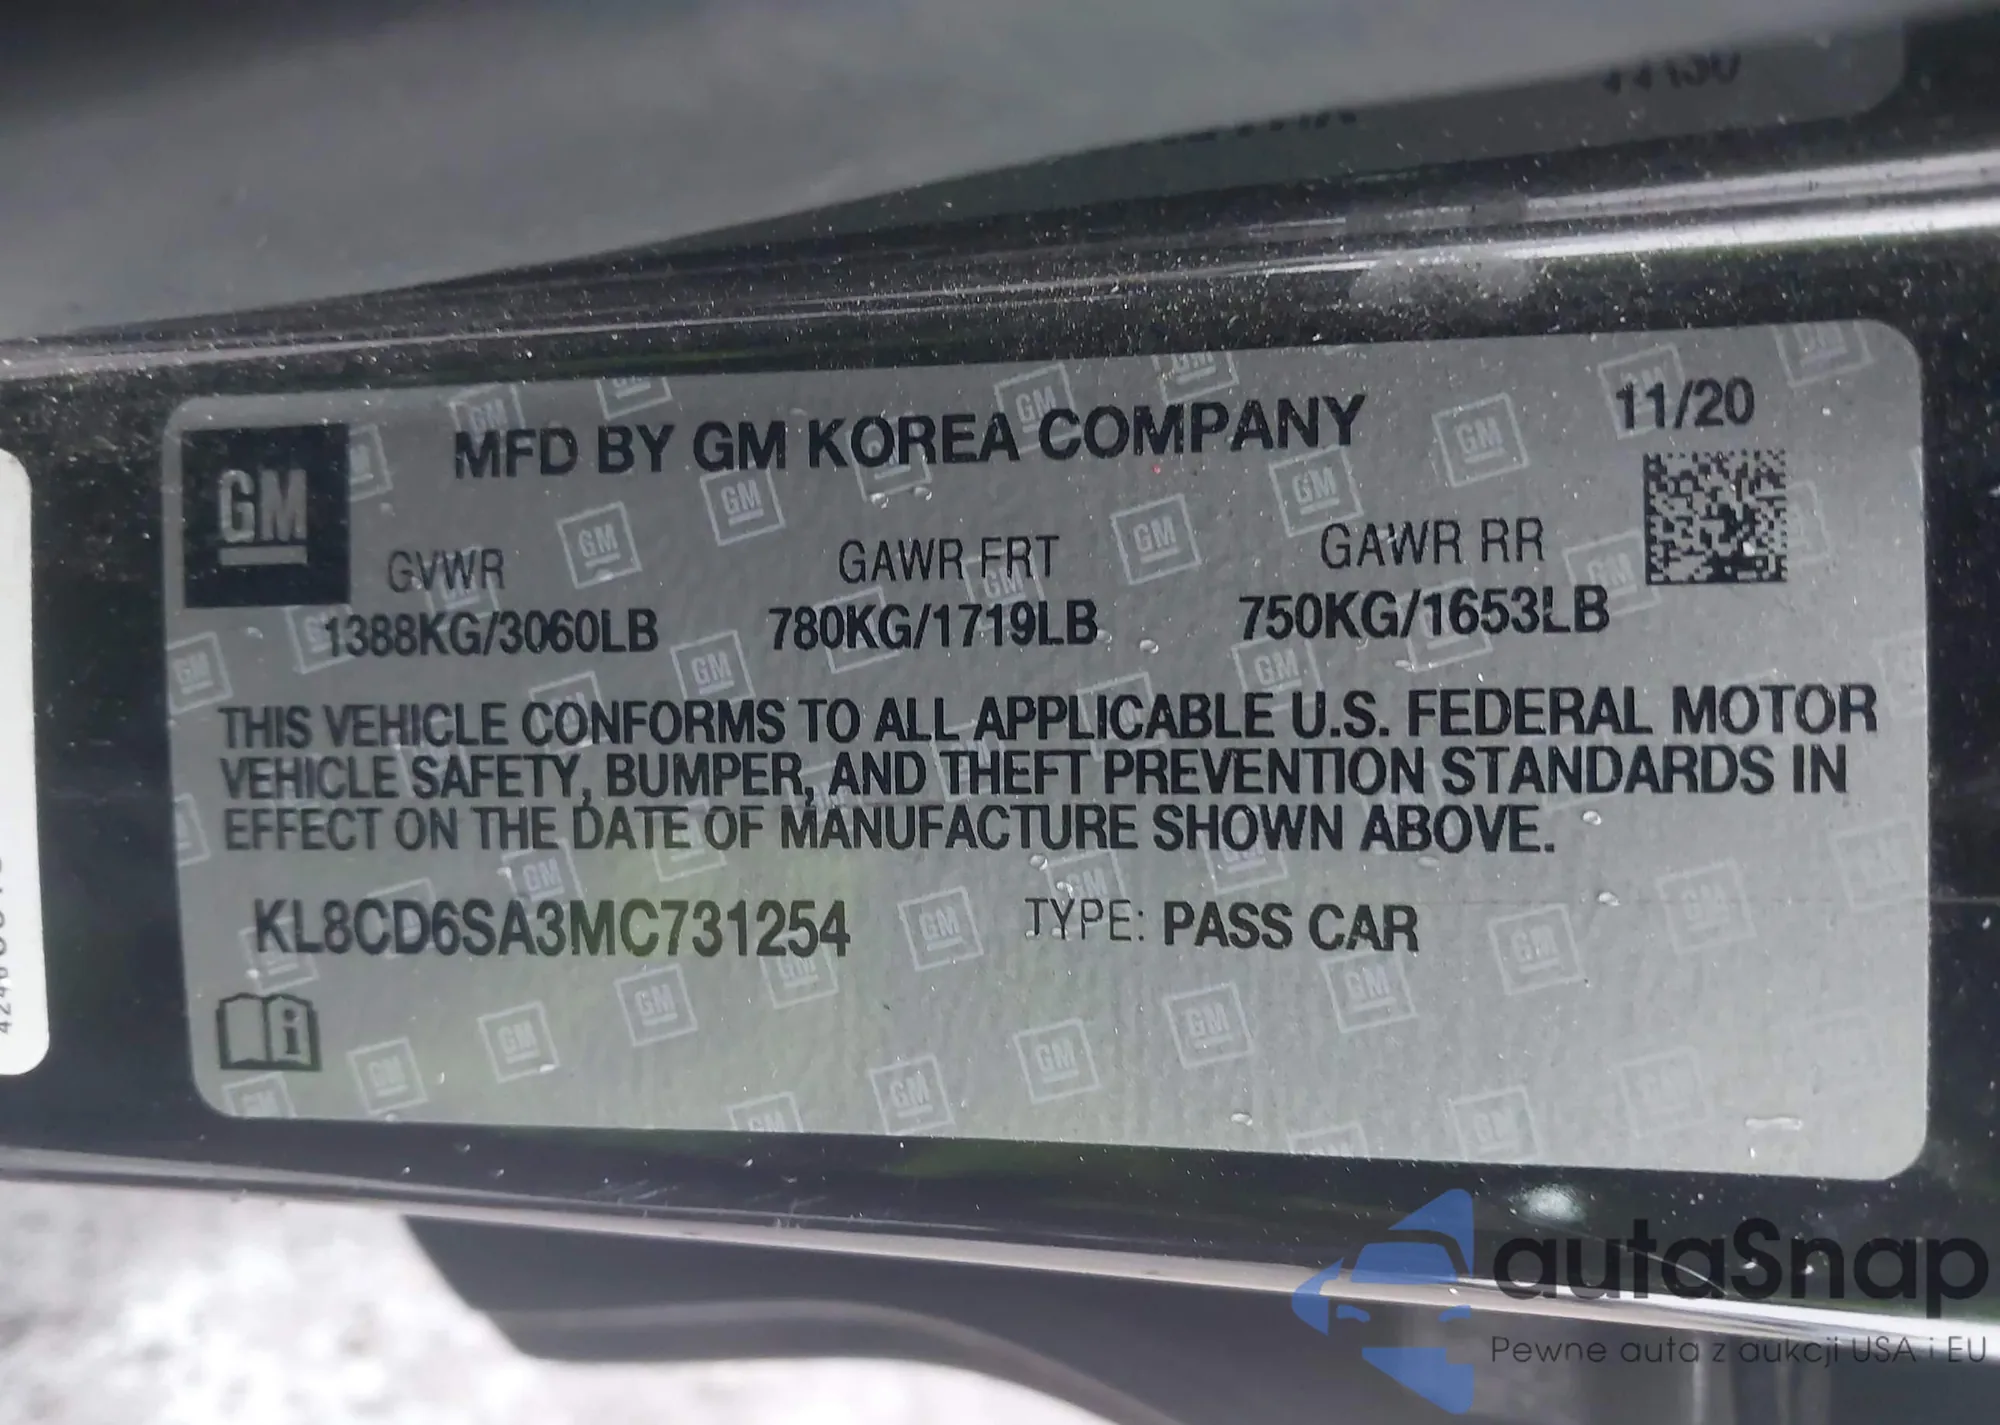 MFD BY GM KOREA COMPANY
11/20
GM
GVWR
GAWR FRT
GAWR RR
1388KG/3060LB
780KG/1719LB
750KG/1653LB
THIS VEHICLE CONFORMS TO ALL APPLICABLE U.S. FEDERAL MOTOR
VEHICLE SAFETY, BUMPER, AND THEFT PREVENTION STANDARDS IN
EFFECT ON THE DATE OF MANUFACTURE SHOWN ABOVE.
KL8CD6SA3MC731254
TYPE: PASS CAR
autaSnap
Pewne auta z aukcji USA i EU